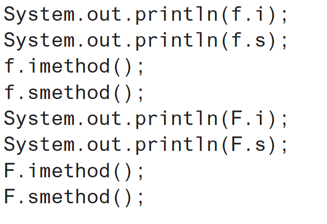 System.out.println(f.i);
System.out.println(f.s);
f.imethod();
f.smethod();
System.out.println(F.i);
System.out.println(F.s);
F.imethod();
F.smethod();